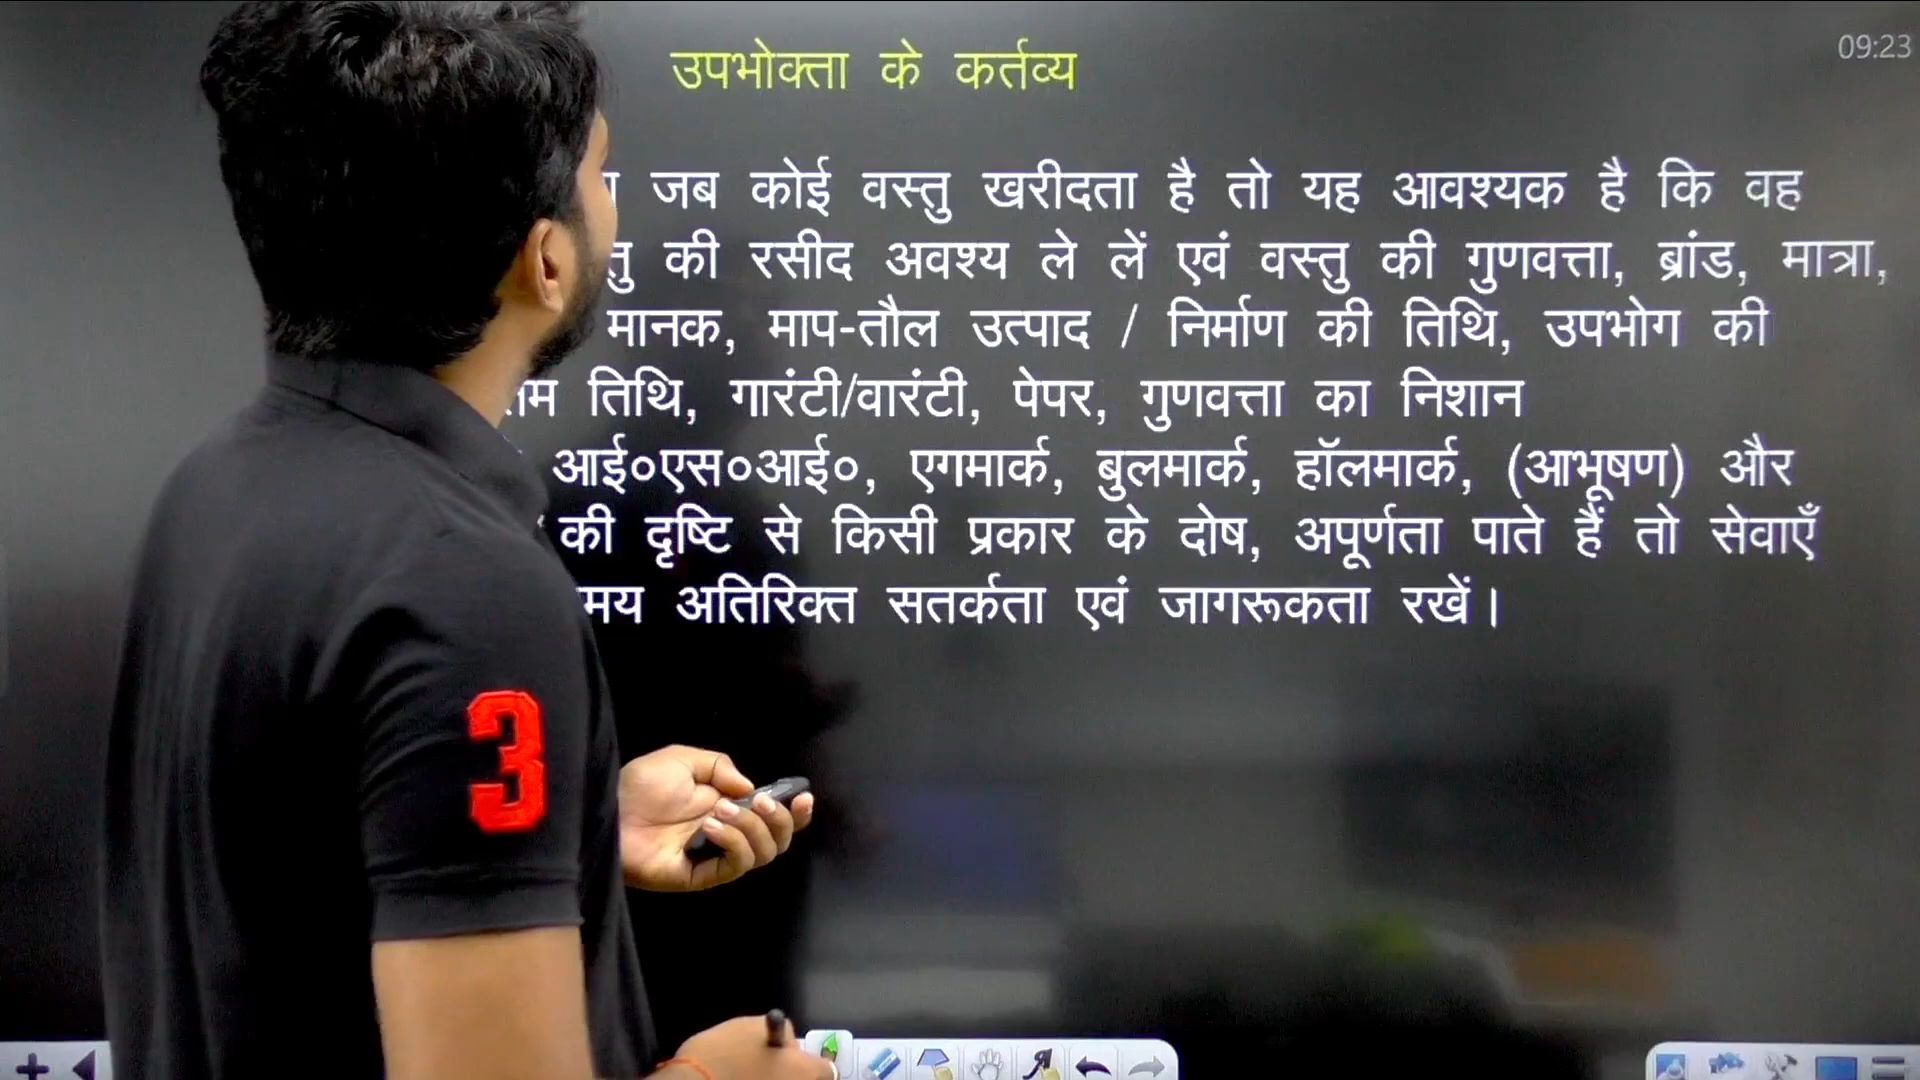 09:23
उपभोक्ता के कर्तव्य
जब कोई वस्तु खरीदता है तो यह आवश्यक है कि वह
की रसीद अवश्य ले लें एवं वस्तु की गुणवत्ता, ब्रांड, मात्रा,
मानक, माप-तौल उत्पाद / निर्माण की तिथि, उपभोग की
तिथि, गारंटी/वारंटी, पेपर, गुणवत्ता का निशान
आई०एस०आई०, एगमार्क, बुलमार्क, हॉलमार्क, (आभूषण) और
की दृष्टि से किसी प्रकार के दोष, अपूर्णता पाते हैं तो सेवाएँ
अतिरिक्त सतर्कता एवं जागरूकता रखें।
3